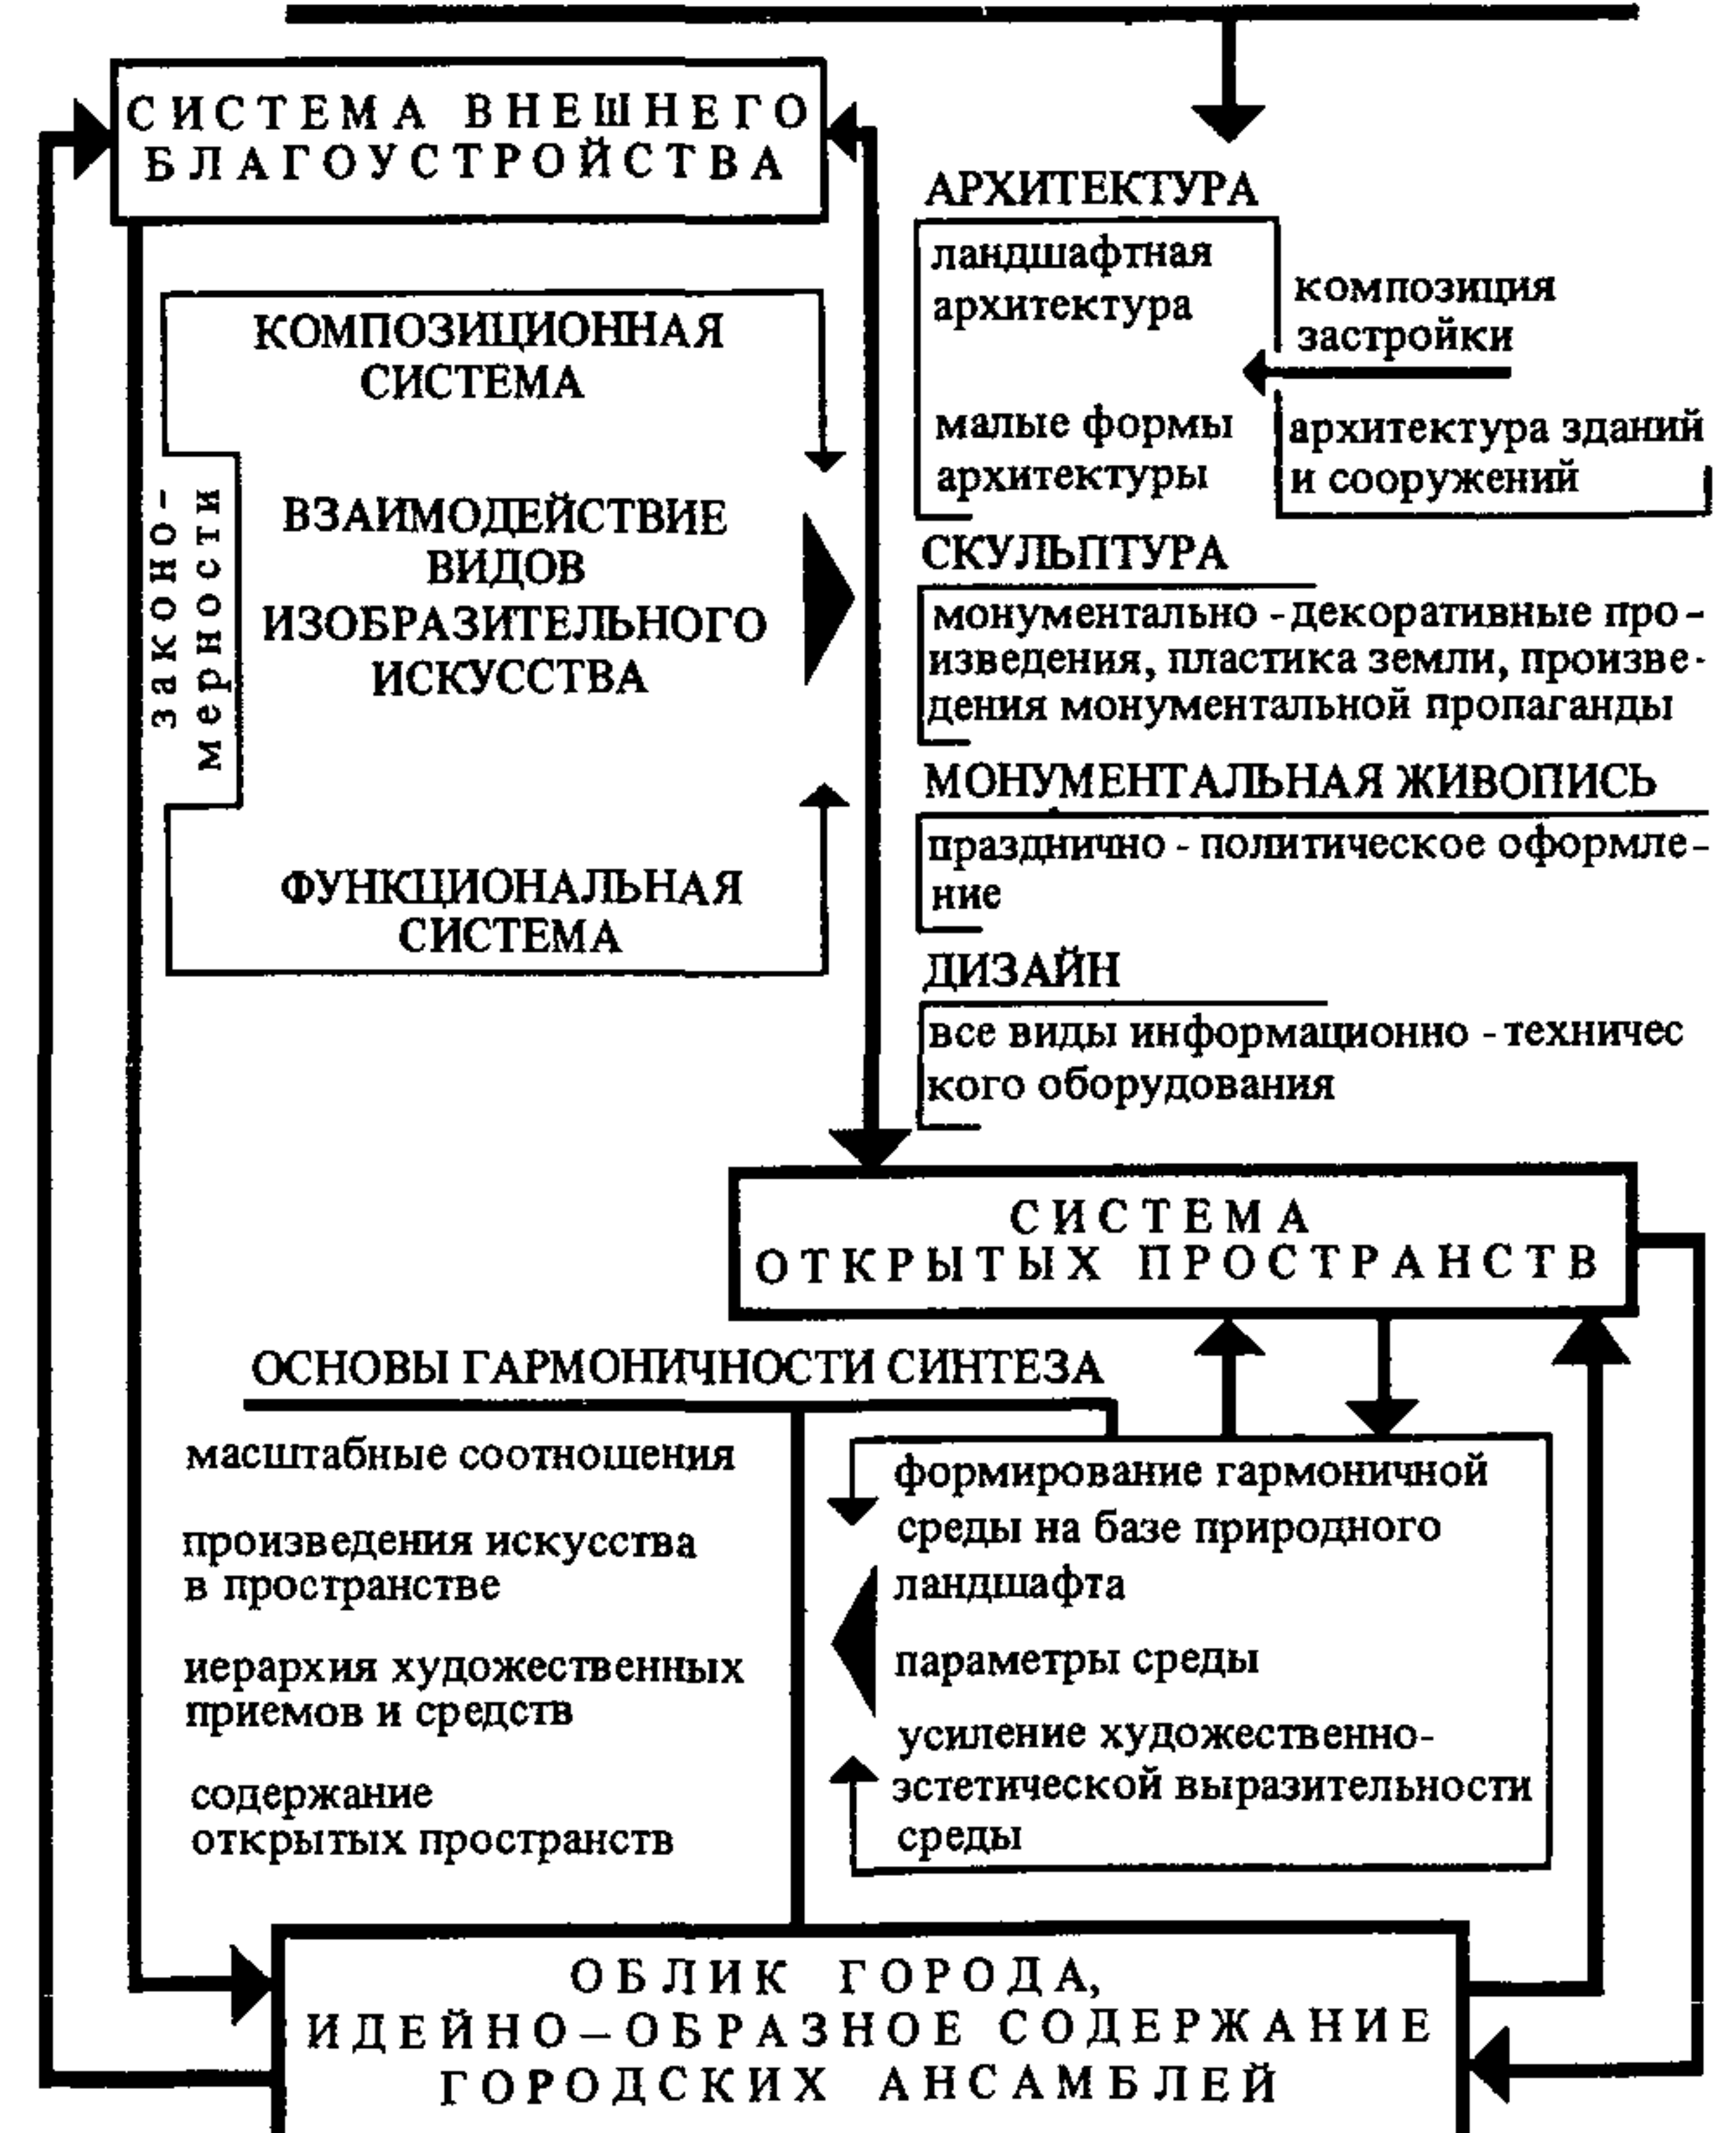 СИСТЕМА ВНЕШНЕГО
БЛАГОУСТРОЙСТВА
КОМПОЗИЦИОННАЯ
СИСТЕМА
законо-
мерности
ВЗАИМОДЕЙСТВИЕ
ВИДОВ
ИЗОБРАЗИТЕЛЬНОГО
ИСКУССТВА
ФУНКЦИОНАЛЬНАЯ
СИСТЕМА
АРХИТЕКТУРА
ландшафтная
архитектура
малые формы
архитектуры
композиция
застройки
архитектура зданий
и сооружений
СКУЛЬПТУРА
монументально - декоративные про-
изведения, пластика земли, произве-
дения монументальной пропаганды
МОНУМЕНТАЛЬНАЯ ЖИВОПИСЬ
празднично - политическое оформле-
ние
ДИЗАЙН
все виды информационно - техничес
кого оборудования
СИСТЕМА
ОТКРЫТЫХ ПРОСТРАНСТВ
ОСНОВЫ ГАРМОНИЧНОСТИ СИНТЕЗА
масштабные соотношения
произведения искусства
в пространстве
иерархия художественных
приемов и средств
содержание
открытых пространств
формирование гармоничной
среды на базе природного
ландшафта
параметры среды
усиление художественно-
эстетической выразительности
среды
ОБЛИК ГОРОДА,
ИДЕЙНО–ОБРАЗНОЕ СОДЕРЖАНИЕ
ГОРОДСКИХ АНСАМБЛЕЙ